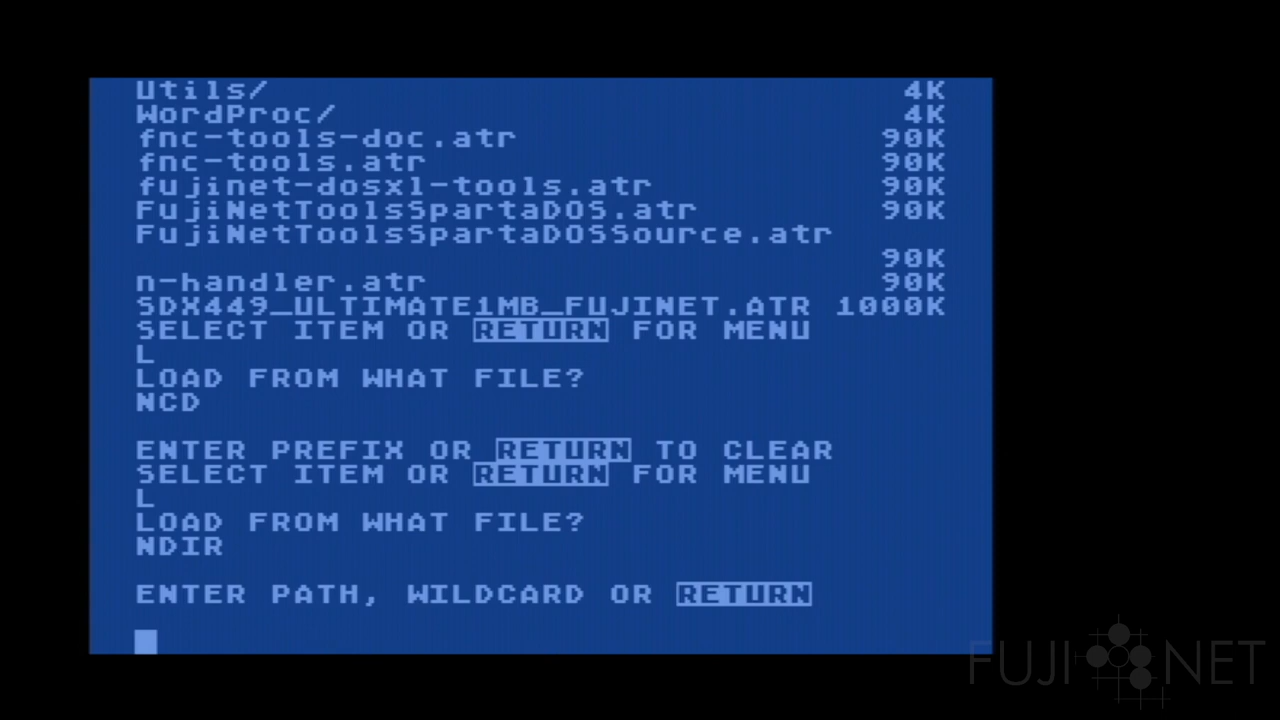 Utils/ 4K
WordProc/ 4K
fnc-tools-doc.atr 90K
fnc-tools.atr 90K
fujinet-dosxl-tools.atr 90K
FujiNetToolsSpartaDOS.atr 90K
FujiNetToolsSpartaDOSSource.atr
90K
n-handler.atr 90K
SDX449_ULTIMATE1MB_FUJINET.ATR 1000K
SELECT ITEM OR RETURN FOR MENU
L
LOAD FROM WHAT FILE?
NCD
ENTER PREFIX OR RETURN TO CLEAR
SELECT ITEM OR RETURN FOR MENU
L
LOAD FROM WHAT FILE?
NDIR
ENTER PATH, WILDCARD OR RETURN
FUJI NET